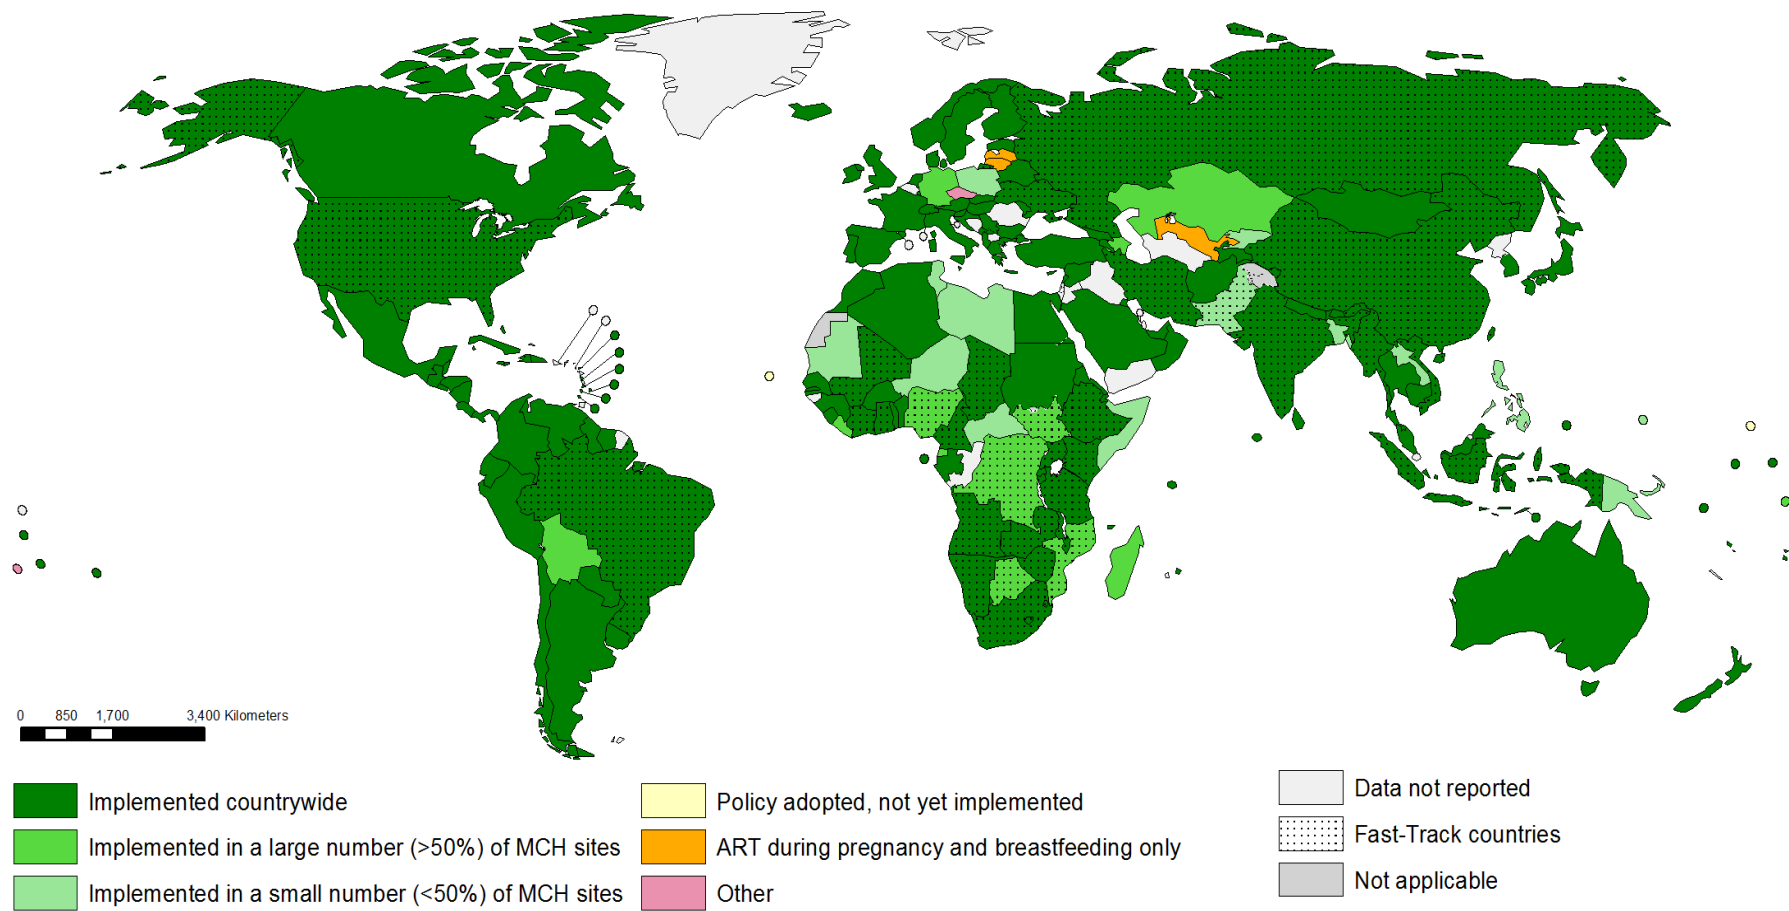 0 850 1,700 3,400 Kilometers
Implemented countrywide
Implemented in a large number (>50%) of MCH sites
Implemented in a small number (<50%) of MCH sites
Policy adopted, not yet implemented
ART during pregnancy and breastfeeding only
Other
Data not reported
Fast-Track countries
Not applicable